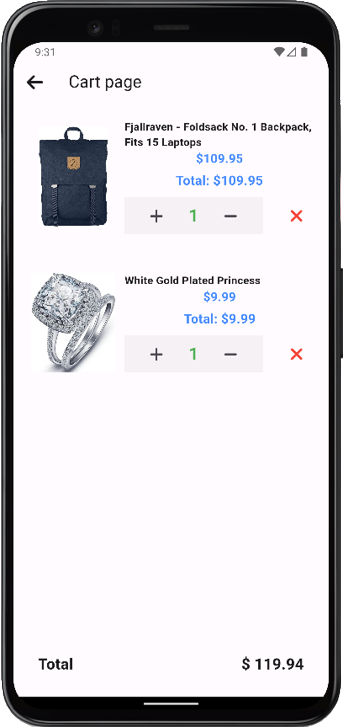 9:31
Cart page
Fjallraven - Foldsack No. 1 Backpack,
Fits 15 Laptops
$109.95
Total: $109.95
+ 1 −
White Gold Plated Princess
$9.99
Total: $9.99
+ 1 −
Total $ 119.94